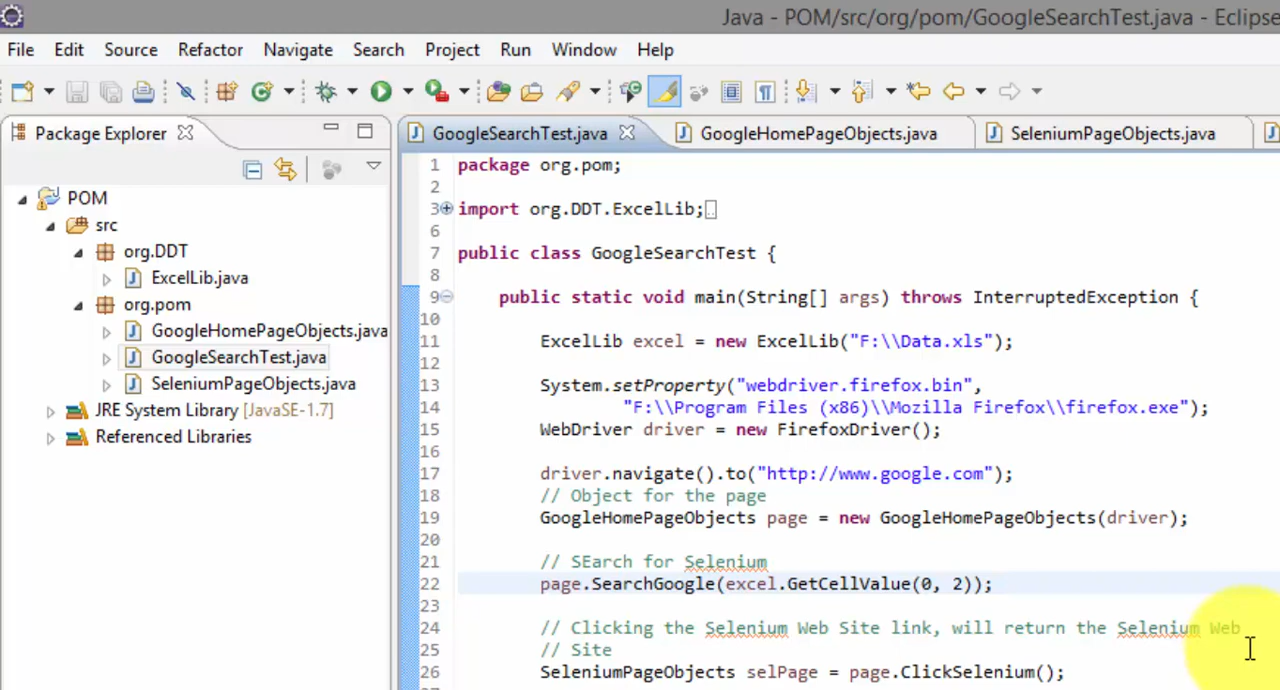 Java - POM/src/org/pom/GoogleSearchTest.java - Eclipse
File Edit Source Refactor Navigate Search Project Run Window Help
Package Explorer
POM
src
org.DDT
ExcelLib.java
org.pom
GoogleHomePageObjects.java
GoogleSearchTest.java
SeleniumPageObjects.java
JRE System Library [JavaSE-1.7]
Referenced Libraries
GoogleSearchTest.java GoogleHomePageObjects.java SeleniumPageObjects.java
1 package org.pom;
2
3 import org.DDT.ExcelLib;
6
7 public class GoogleSearchTest {
8
9 public static void main(String[] args) throws InterruptedException {
10
11 ExcelLib excel = new ExcelLib("F:\\Data.xls");
12
13 System.setProperty("webdriver.firefox.bin",
14 "F:\\Program Files (x86)\\Mozilla Firefox\\firefox.exe");
15 WebDriver driver = new FirefoxDriver();
16
17 driver.navigate().to("http://www.google.com");
18 // Object for the page
19 GoogleHomePageObjects page = new GoogleHomePageObjects(driver);
20
21 // SEarch for Selenium
22 page.SearchGoogle(excel.GetCellValue(0, 2));
23
24 // Clicking the Selenium Web Site link, will return the Selenium Web
25 // Site
26 SeleniumPageObjects selPage = page.ClickSelenium();